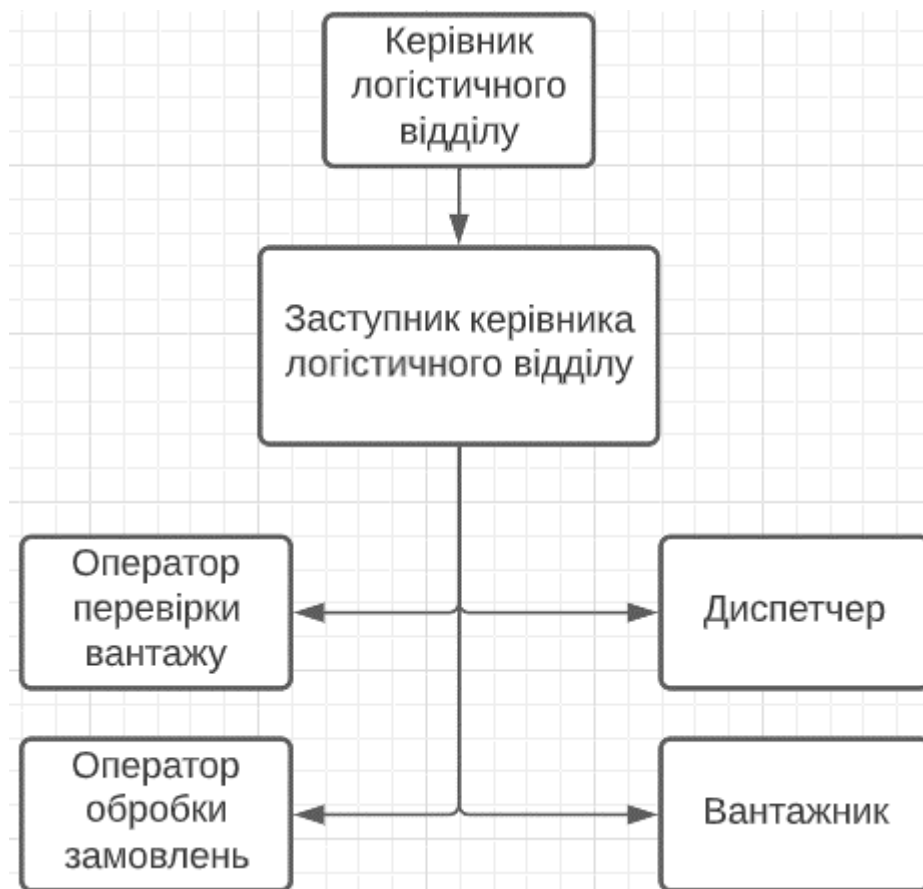 Керівник
логістичного
відділу
Заступник керівника
логістичного відділу
Оператор
перевірки
вантажу
Диспетчер
Оператор
обробки
замовлень
Вантажник